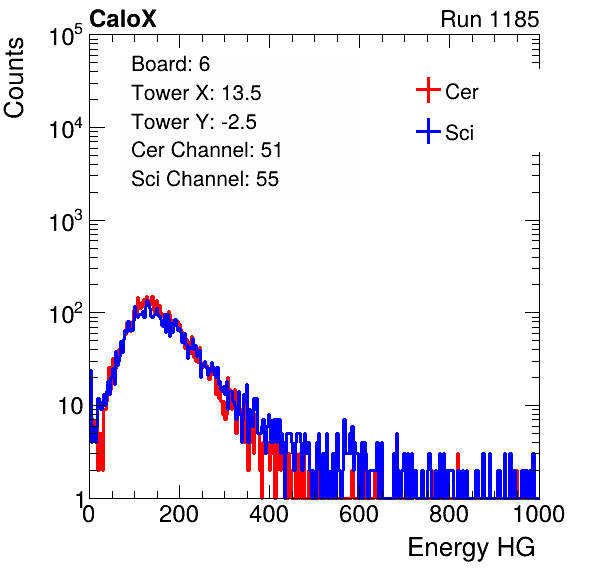 CaloX Run 1185
Counts
Board: 6
Tower X: 13.5
Tower Y: -2.5
Cer Channel: 51
Sci Channel: 55
Cer
Sci
10^5
10^4
10^3
10^2
10
1
0 200 400 600 800 1000
Energy HG